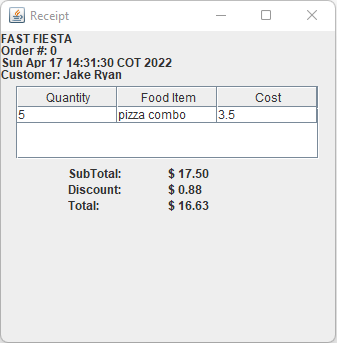 Receipt
FAST FIESTA
Order #: 0
Sun Apr 17 14:31:30 COT 2022
Customer: Jake Ryan
Quantity Food Item Cost
5 pizza combo 3.5
SubTotal: $ 17.50
Discount: $ 0.88
Total: $ 16.63